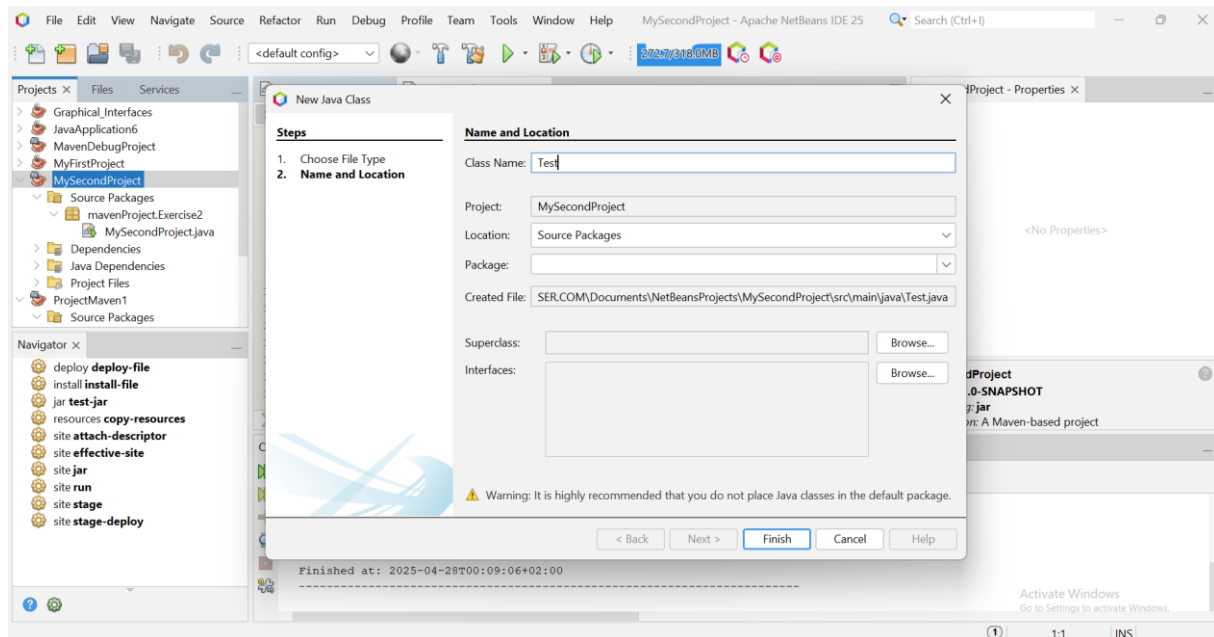 File Edit View Navigate Source Refactor Run Debug Profile Team Tools Window Help MySecondProject - Apache NetBeans IDE 25 Search (Ctrl+I)
<default config> 272.7/318.0MB
Projects Files Services
Graphical_Interfaces
JavaApplication6
MavenDebugProject
MyFirstProject
MySecondProject
Source Packages
mavenProject.Exercise2
MySecondProject.java
Dependencies
Java Dependencies
Project Files
ProjectMaven1
Source Packages
Navigator
deploy deploy-file
install install-file
jar test-jar
resources copy-resources
site attach-descriptor
site effective-site
site jar
site run
site stage
site stage-deploy
New Java Class
Steps
1. Choose File Type
2. Name and Location
Name and Location
Class Name: Test
Project: MySecondProject
Location: Source Packages
Package:
Created File: SER.COM\Documents\NetBeansProjects\MySecondProject\src\main\java\Test.java
Superclass: Browse...
Interfaces: Browse...
Warning: It is highly recommended that you do not place Java classes in the default package.
< Back Next > Finish Cancel Help
Project - Properties
<No Properties>
dProject
.0-SNAPSHOT
: jar
on: A Maven-based project
Finished at: 2025-04-28T00:09:06+02:00
------------------------------------------------------------------------
Activate Windows
Go to Settings to activate Windows.
1 1:1 INS